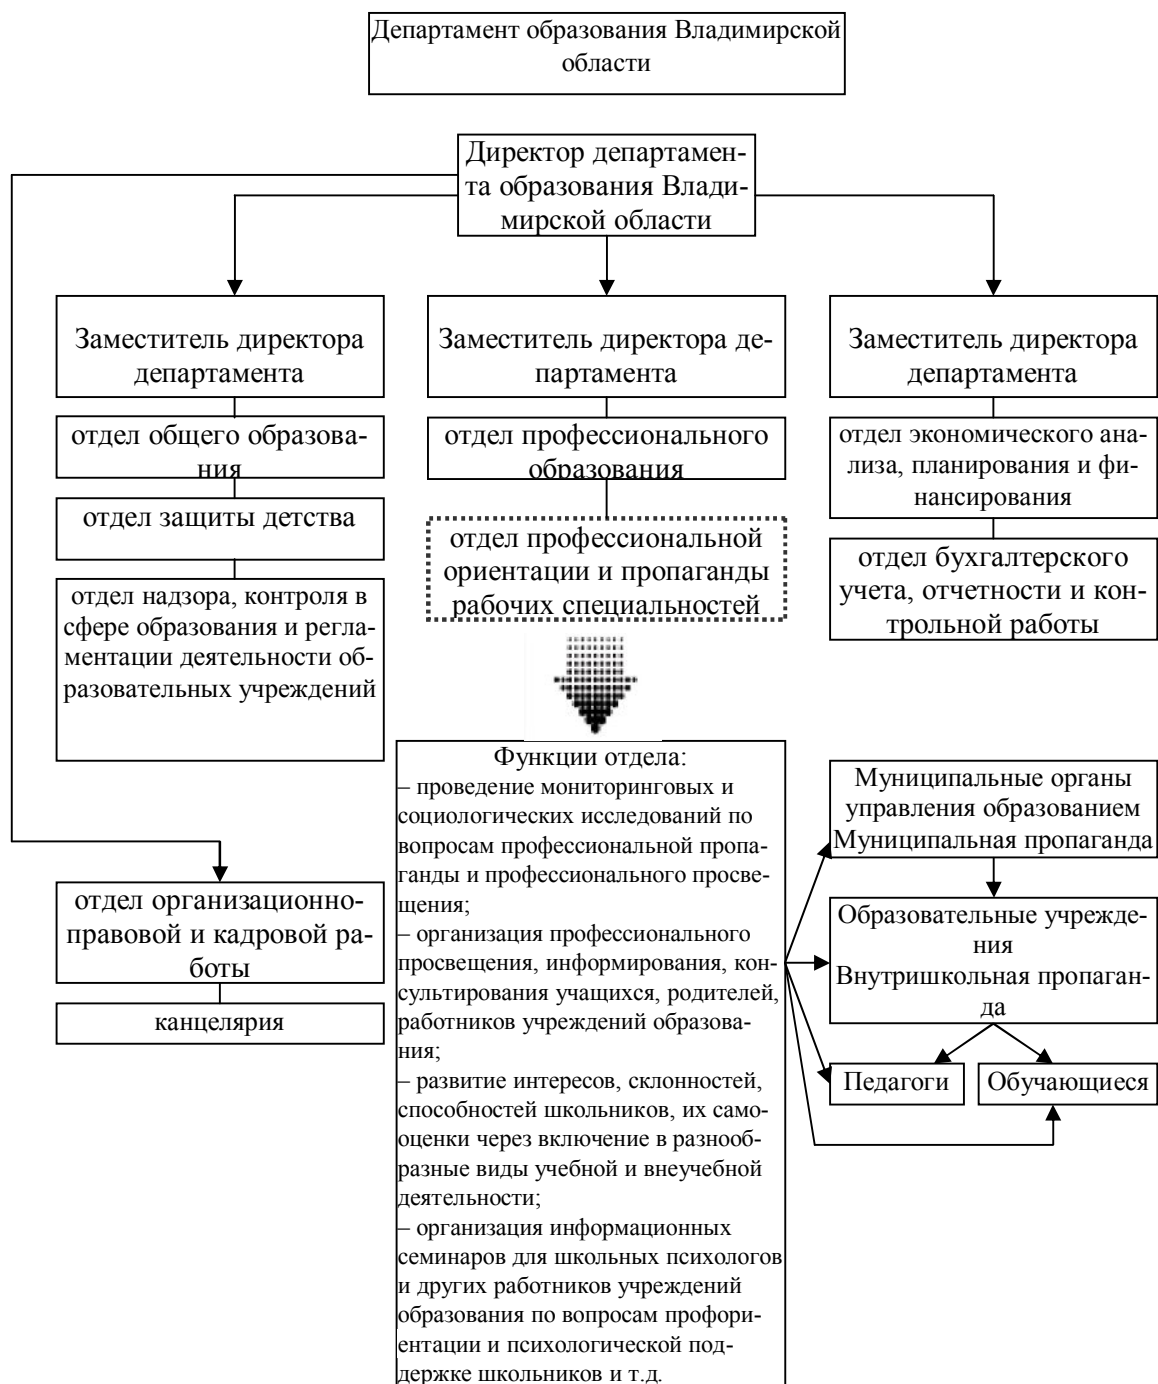 Департамент образования Владимирской
области
Директор департамен-
та образования Влади-
мирской области
Заместитель директора
департамента
отдел общего образова-
ния
отдел защиты детства
отдел надзора, контроля в
сфере образования и регла-
ментации деятельности об-
разовательных учреждений
отдел организационно-
правовой и кадровой ра-
боты
канцелярия
Заместитель директора де-
партамента
отдел профессионального
образования
отдел профессиональной
ориентации и пропаганды
рабочих специальностей
Функции отдела:
– проведение мониторинговых и
социологических исследований по
вопросам профессиональной пропа-
ганды и профессионального просве-
щения;
– организация профессионального
просвещения, информирования, кон-
сультирования учащихся, родителей,
работников учреждений образова-
ния;
– развитие интересов, склонностей,
способностей школьников, их само-
оценки через включение в разнооб-
разные виды учебной и внеучебной
деятельности;
– организация информационных
семинаров для школьных психологов
и других работников учреждений
образования по вопросам профори-
ентации и психологической под-
держке школьников и т.д.
Заместитель директора
департамента
отдел экономического ана-
лиза, планирования и фи-
нансирования
отдел бухгалтерского
учета, отчетности и кон-
трольной работы
Муниципальные органы
управления образованием
Муниципальная пропаганда
Образовательные учрежде-
ния
Внутришкольная пропаган-
да
Педагоги
Обучающиеся